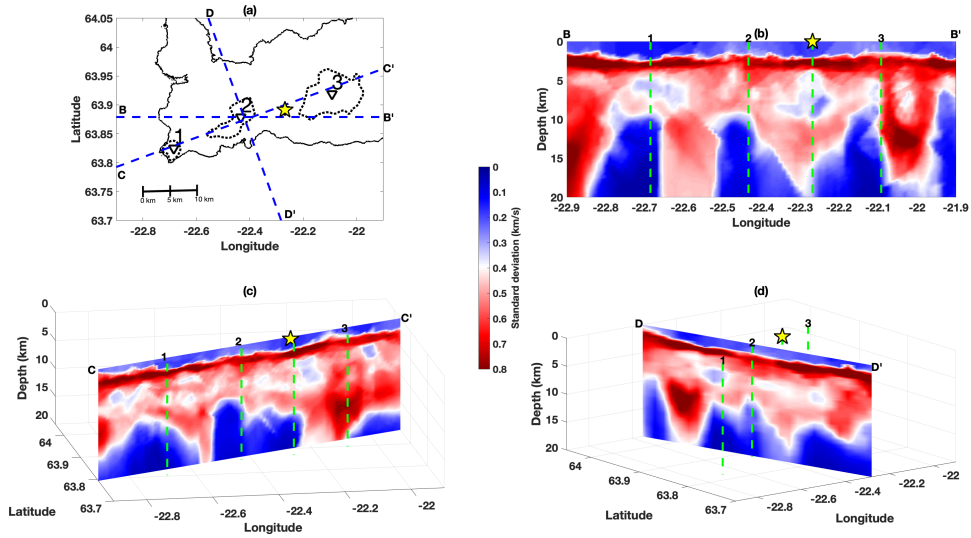 (a)
D
64.05
64
63.95
63.9
63.85
63.8
63.75
63.7
Latitude
C'
3
2
B
B'
1
C
0 km 5 km 10 km
D'
-22.8 -22.6 -22.4 -22.2 -22
Longitude
(b)
B 1 2 3 B'
0
5
10
15
20
Depth (km)
-22.9 -22.8 -22.7 -22.6 -22.5 -22.4 -22.3 -22.2 -22.1 -22 -21.9
Longitude
0
0.1
0.2
0.3
0.4
0.5
0.6
0.7
0.8
Standard deviation (km/s)
(c)
0
5
10
15
20
Depth (km)
C 1 2 3 C'
64
63.9
63.8
63.7
Latitude
-22.8 -22.6 -22.4 -22.2 -22
Longitude
(d)
D 3
1 2 D'
0
5
10
15
20
Depth (km)
64
63.9
63.8
63.7
Latitude
-22.8 -22.6 -22.4 -22.2 -22
Longitude